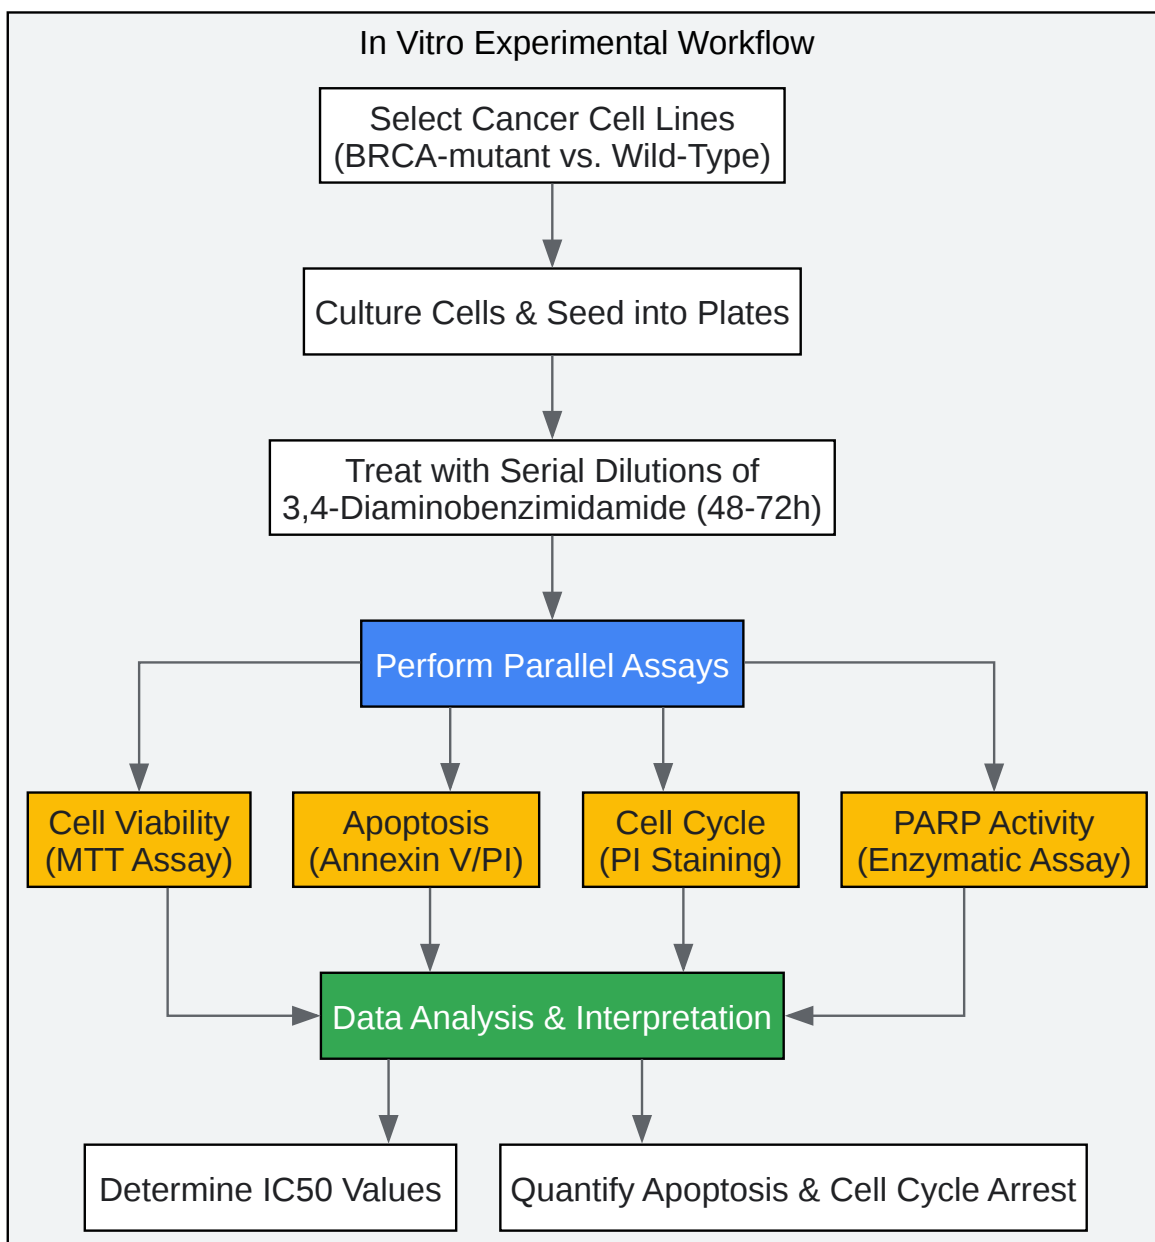 In Vitro Experimental Workflow
Select Cancer Cell Lines
(BRCA-mutant vs. Wild-Type)
Culture Cells & Seed into Plates
Treat with Serial Dilutions of
3,4-Diaminobenzimidamide (48-72h)
Perform Parallel Assays
Cell Viability
(MTT Assay)
Apoptosis
(Annexin V/PI)
Cell Cycle
(PI Staining)
PARP Activity
(Enzymatic Assay)
Data Analysis & Interpretation
Determine IC50 Values
Quantify Apoptosis & Cell Cycle Arrest